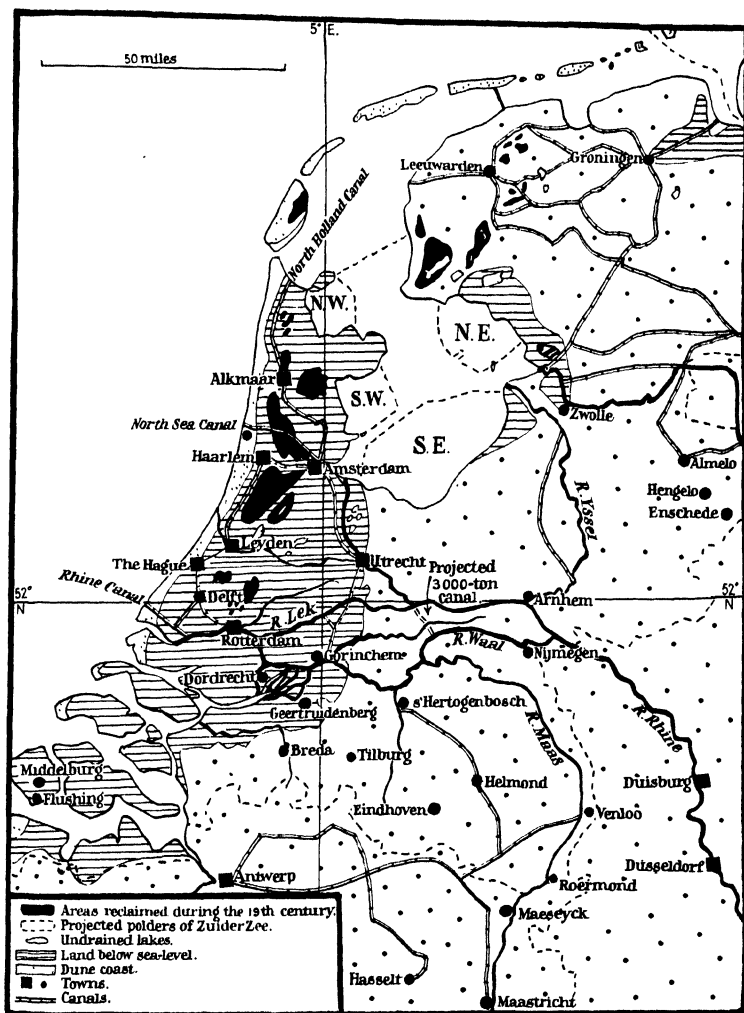 5° E.
50 miles
Leeuwarden
Groningen
North Holland Canal
N.W.
N.E.
Alkmaar
S.W.
Zwolle
North Sea Canal
S.E.
Haarlem
Amsterdam
Almelo
Hengelo
Enschede
R. Yssel
Leyden
The Hague
Utrecht
Projected
3000-ton
canal
Rhine Canal
52°
N
Delft
R. Lek
Arnhem
52°
N
Rotterdam
R. Waal
Gorinchem
Nijmegen
Dordrecht
Geertruidenberg
s'Hertogenbosch
R. Maas
R. Rhine
Breda
Tilburg
Middelburg
Flushing
Helmond
Duisburg
Eindhoven
Venloo
Antwerp
Düsseldorf
Roermond
Maeseyck
Hasselt
Maastricht
Areas reclaimed during the 19th century.
Projected polders of Zuider Zee.
Undrained lakes.
Land below sea-level.
Dune coast.
Towns.
Canals.